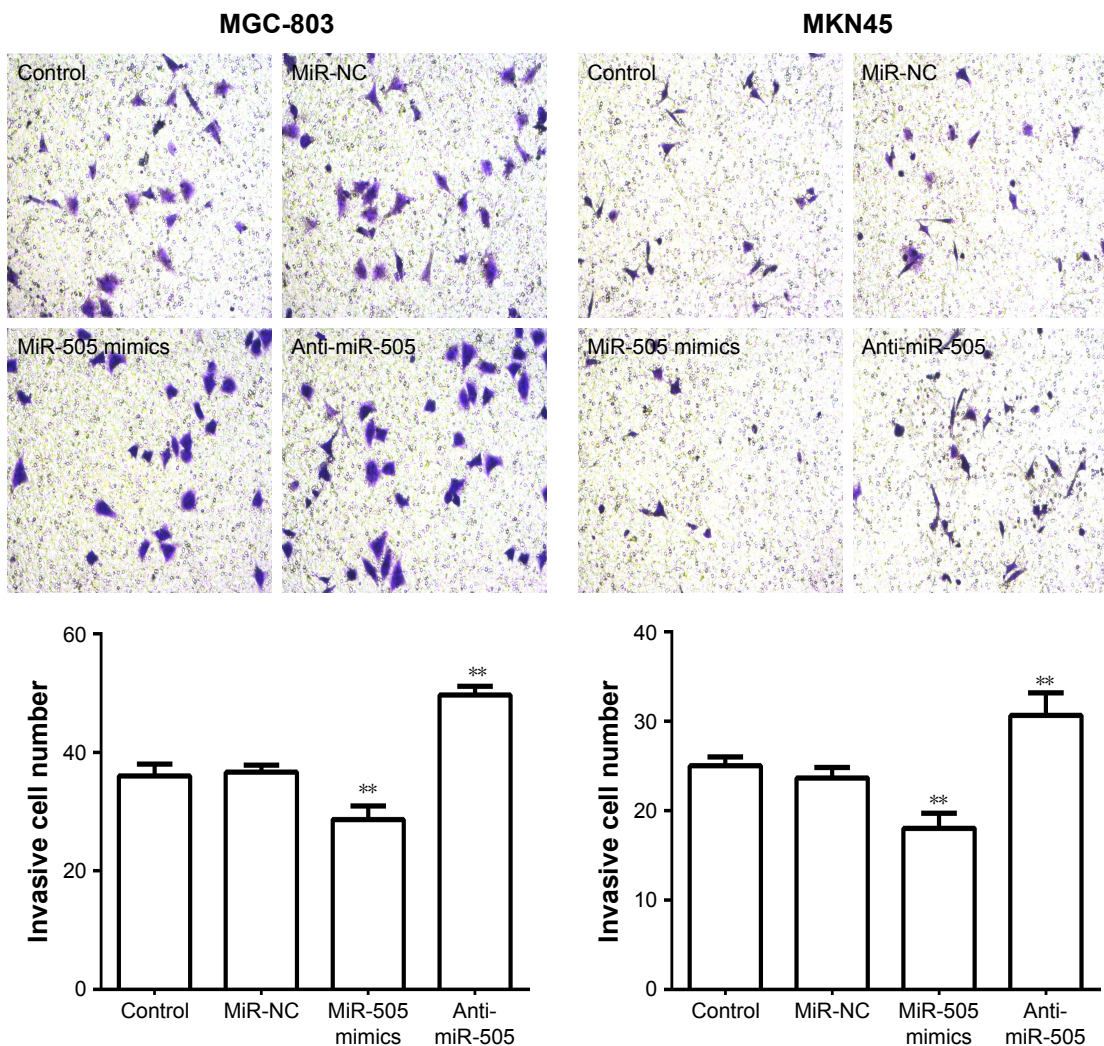 MGC-803
MKN45
Control
MiR-NC
Control
MiR-NC
MiR-505 mimics
Anti-miR-505
MiR-505 mimics
Anti-miR-505
60
40
20
0
Invasive cell number
**
**
Control
MiR-NC
MiR-505
mimics
Anti-
miR-505
40
30
20
10
0
Invasive cell number
**
**
Control
MiR-NC
MiR-505
mimics
Anti-
miR-505